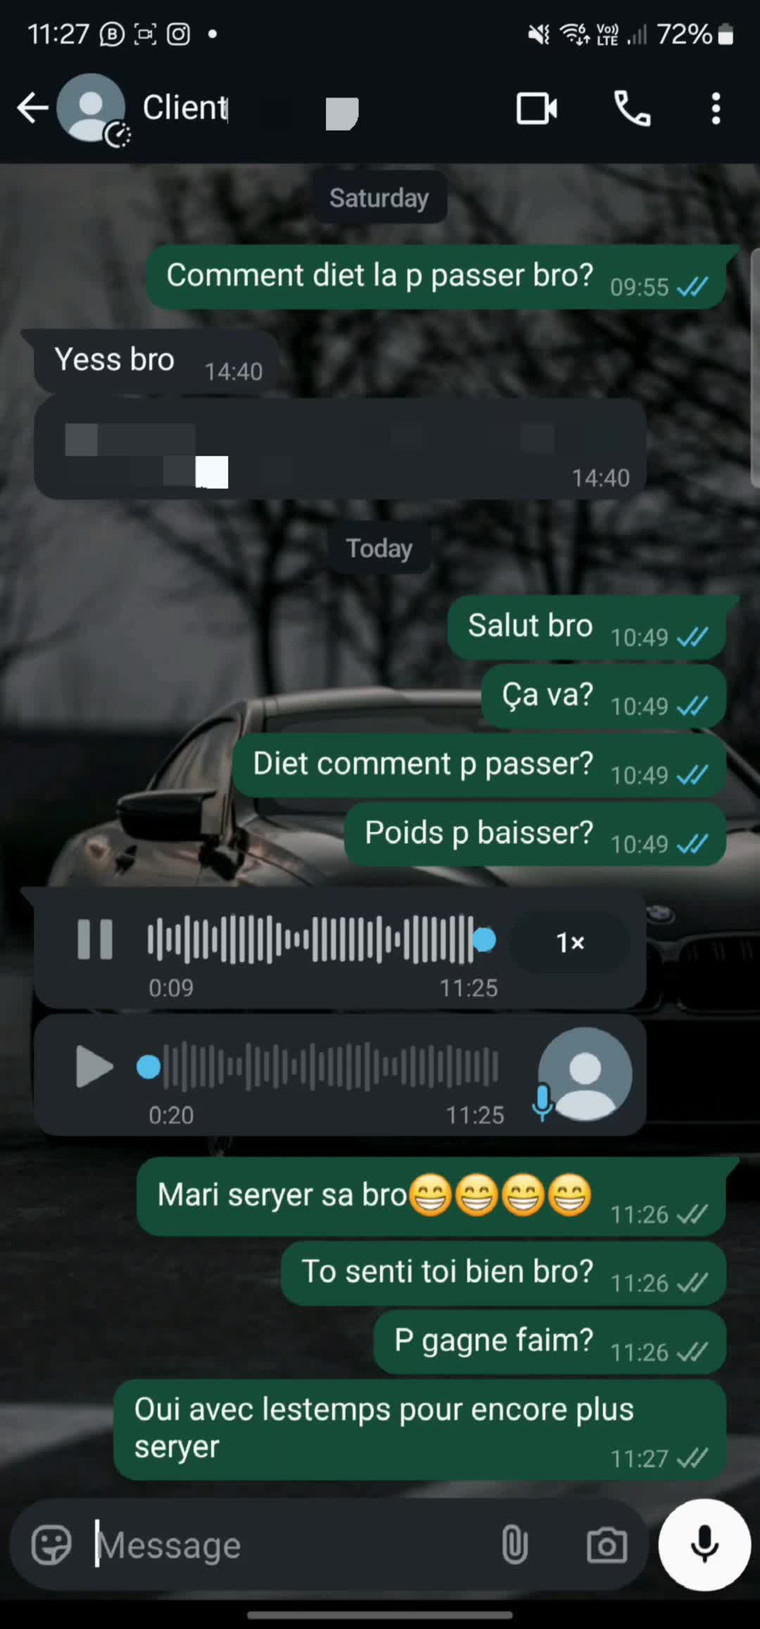 11:27
Vo))
LTE
72%
Client
Saturday
Comment diet la p passer bro? 09:55
Yess bro 14:40
14:40
Today
Salut bro 10:49
Ça va? 10:49
Diet comment p passer? 10:49
Poids p baisser? 10:49
1×
0:09 11:25
0:20 11:25
Mari seryer sa bro😁😁😁😁 11:26
To senti toi bien bro? 11:26
P gagne faim? 11:26
Oui avec lestemps pour encore plus
seryer 11:27
Message